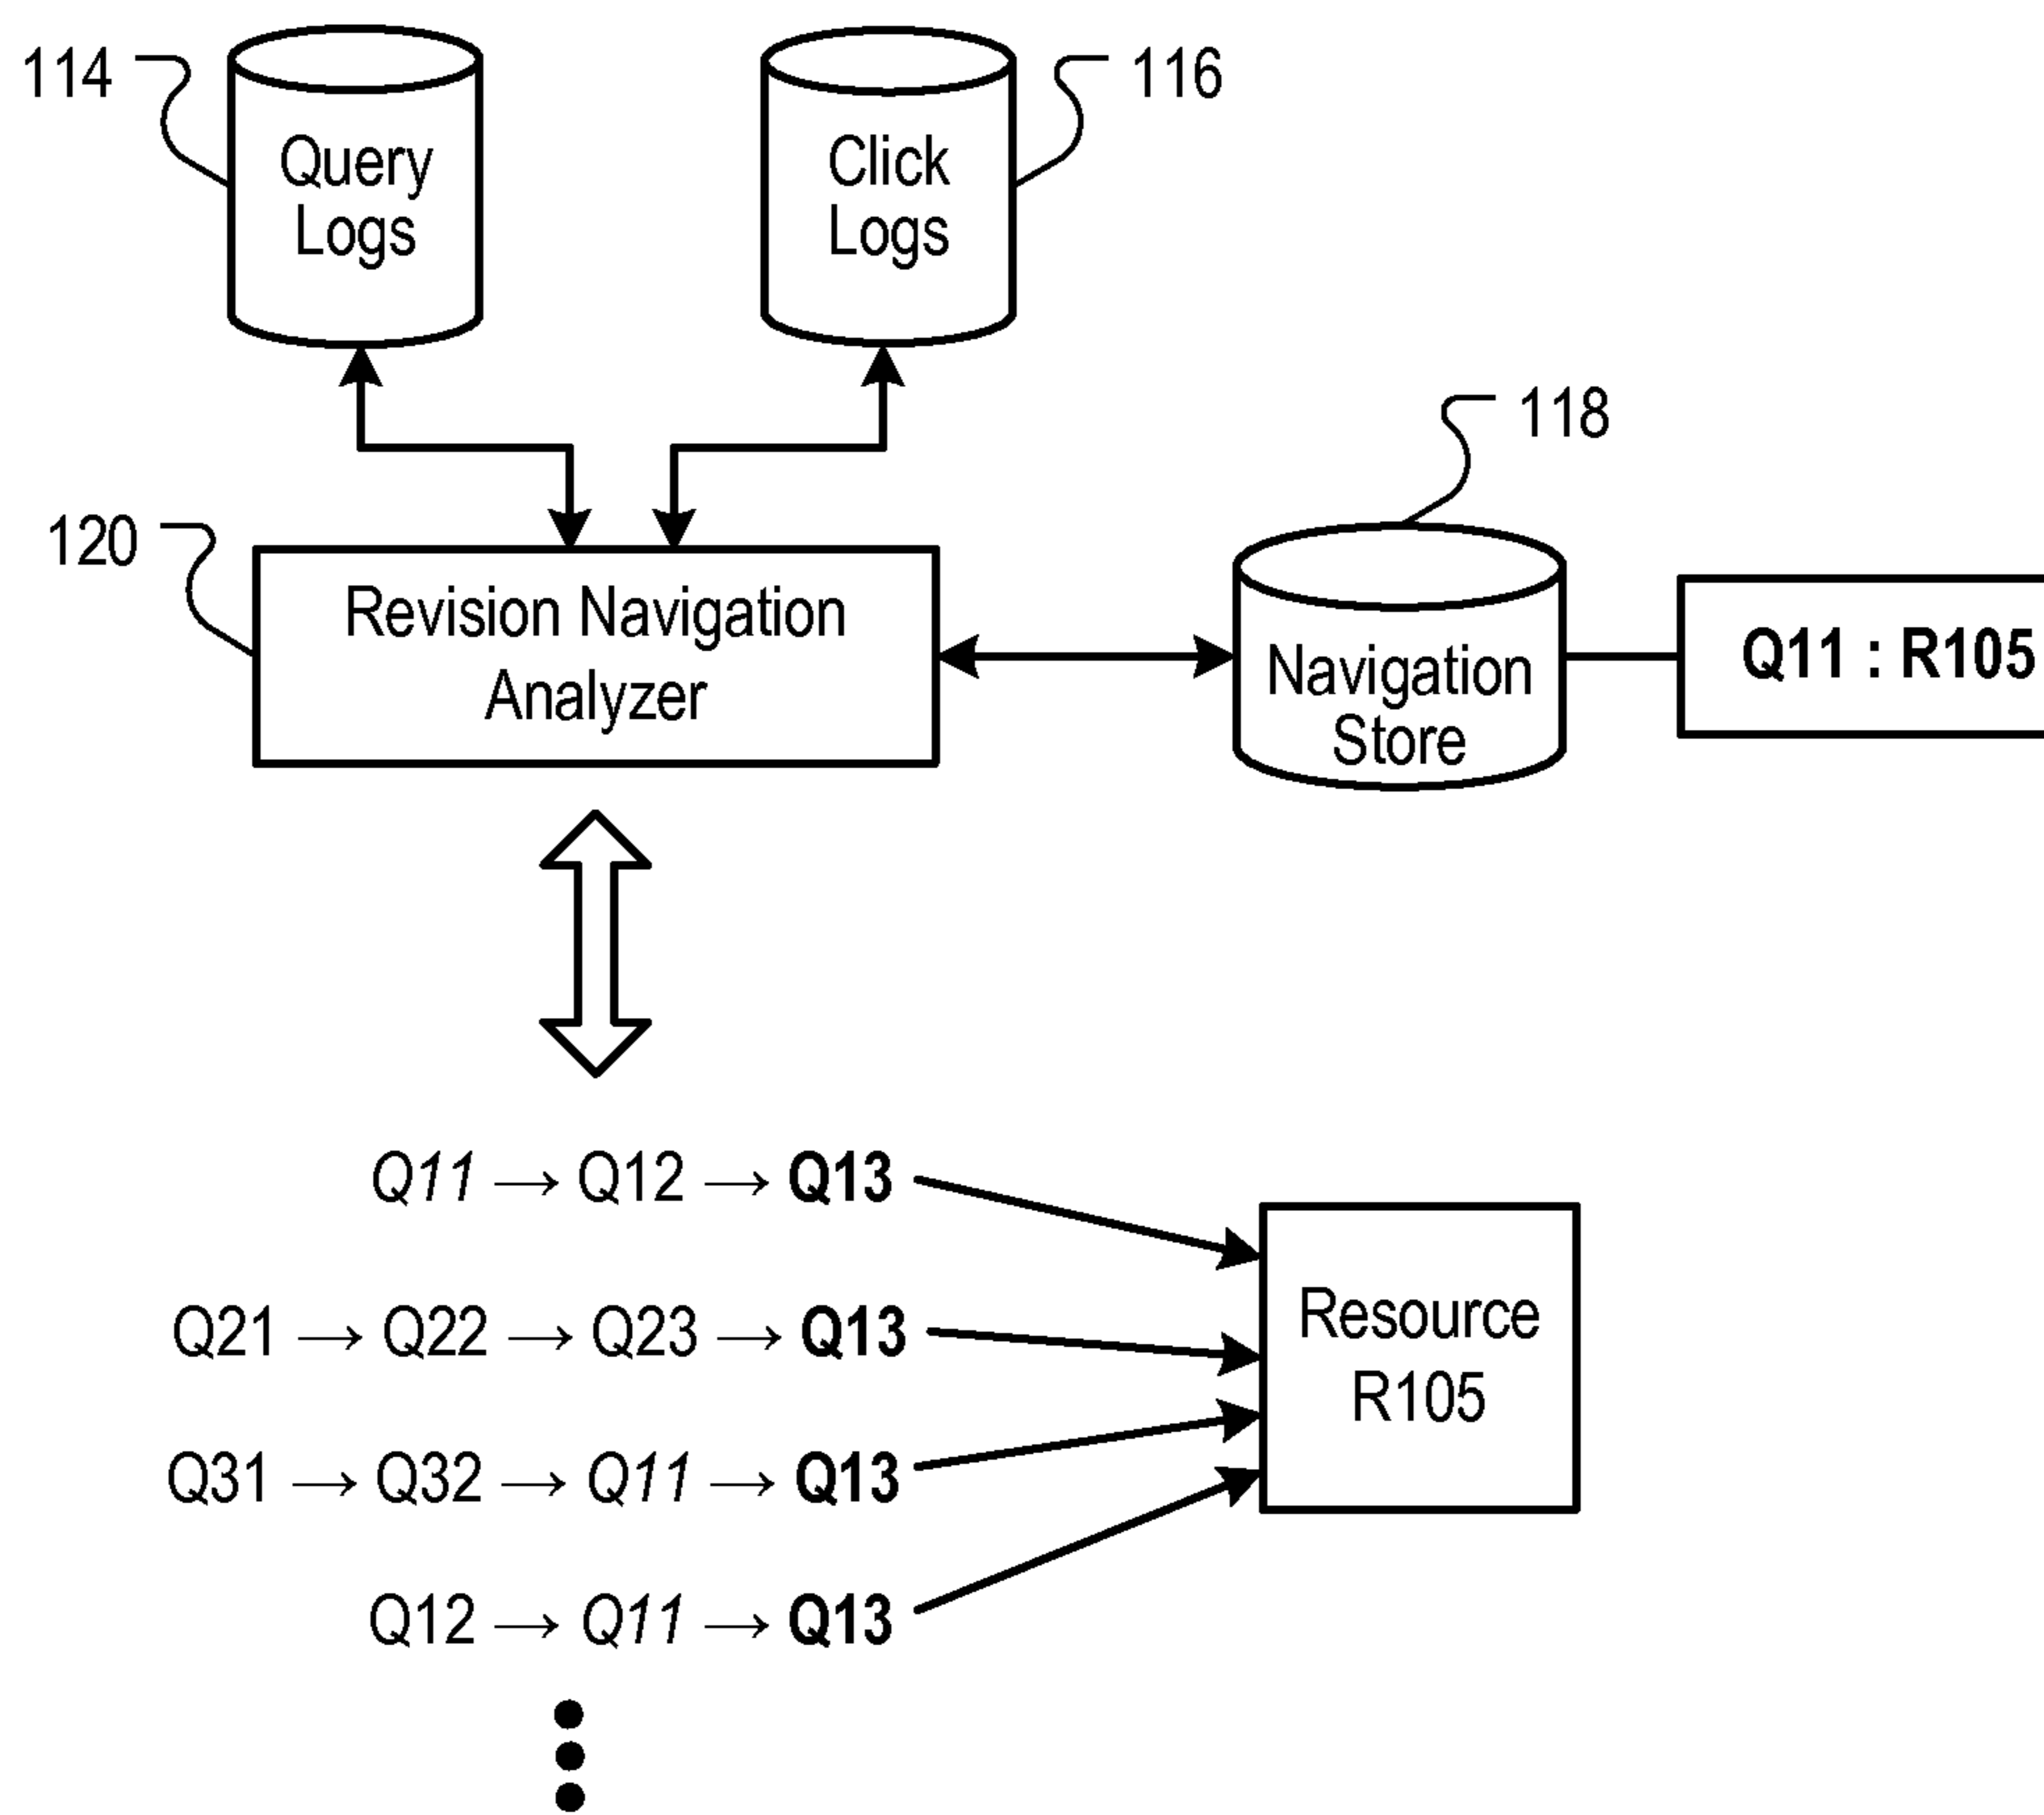 114
Query
Logs
Click
Logs
116
118
120
Revision Navigation
Analyzer
Navigation
Store
Q11 : R105
Q11 → Q12 → Q13
Q21 → Q22 → Q23 → Q13
Q31 → Q32 → Q11 → Q13
Q12 → Q11 → Q13
Resource
R105